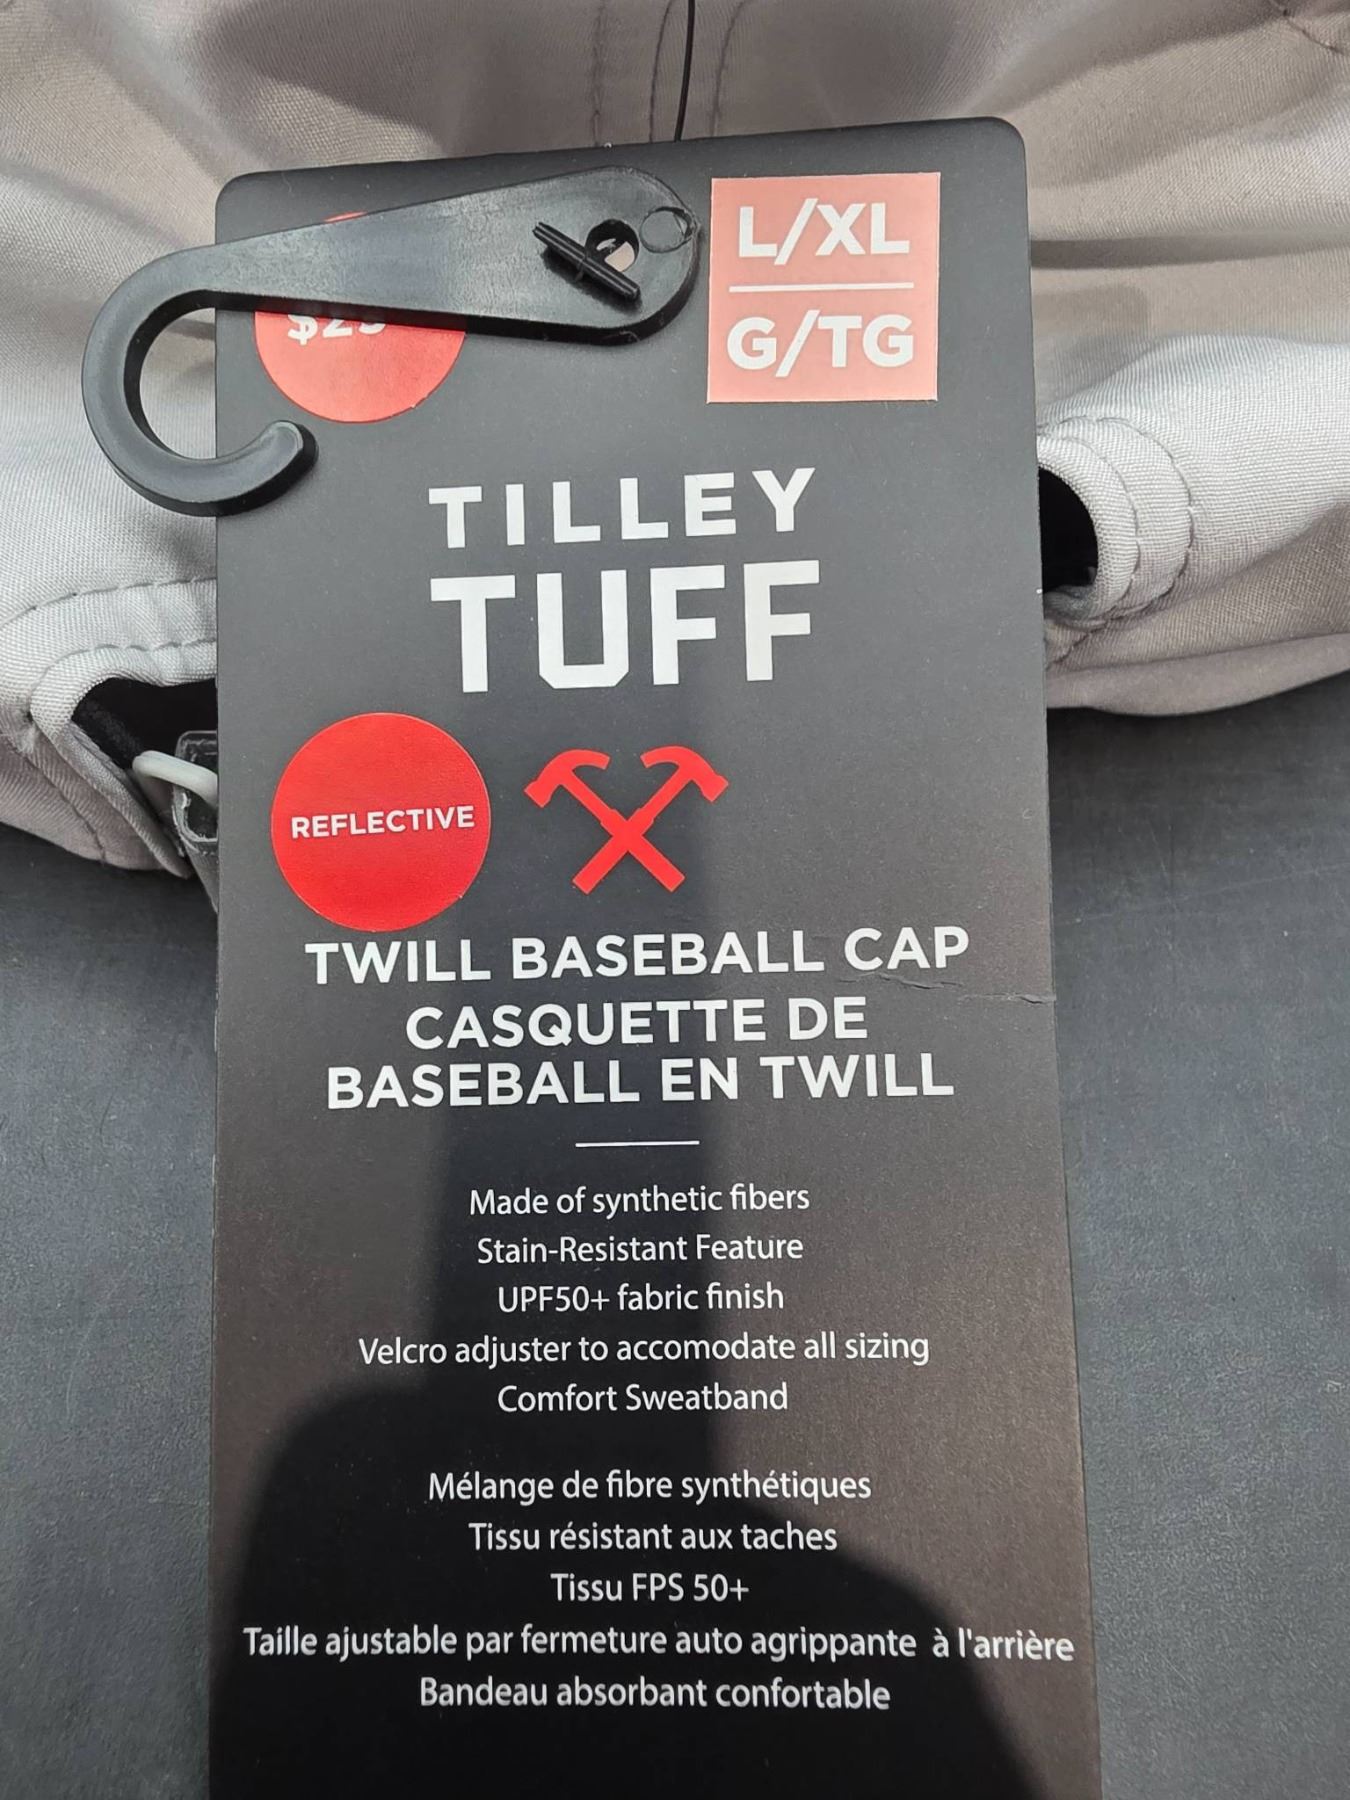 L/XL
G/TG
TILLEY
TUFF
REFLECTIVE
TWILL BASEBALL CAP
CASQUETTE DE
BASEBALL EN TWILL
Made of synthetic fibers
Stain-Resistant Feature
UPF50+ fabric finish
Velcro adjuster to accomodate all sizing
Comfort Sweatband
Mélange de fibre synthétiques
Tissu résistant aux taches
Tissu FPS 50+
Taille ajustable par fermeture auto agrippante à l'arrière
Bandeau absorbant confortable